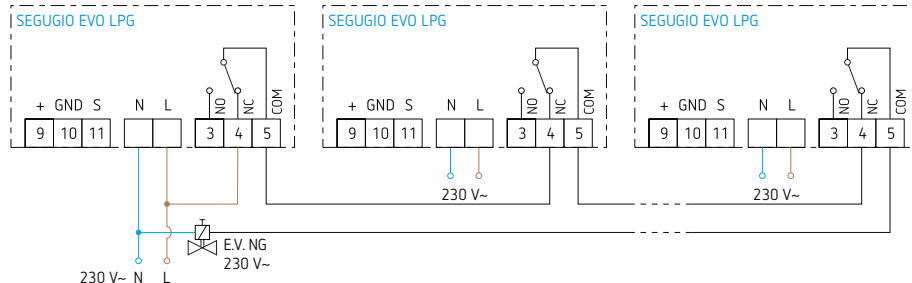 SEGUGIO EVO LPG
SEGUGIO EVO LPG
SEGUGIO EVO LPG
+ GND S N L NO NC COM
+ GND S N L NO NC COM
+ GND S N L NO NC COM
9 10 11 3 4 5
9 10 11 3 4 5
9 10 11 3 4 5
230 V~
230 V~
E.V. NG
230 V~
230 V~ N L